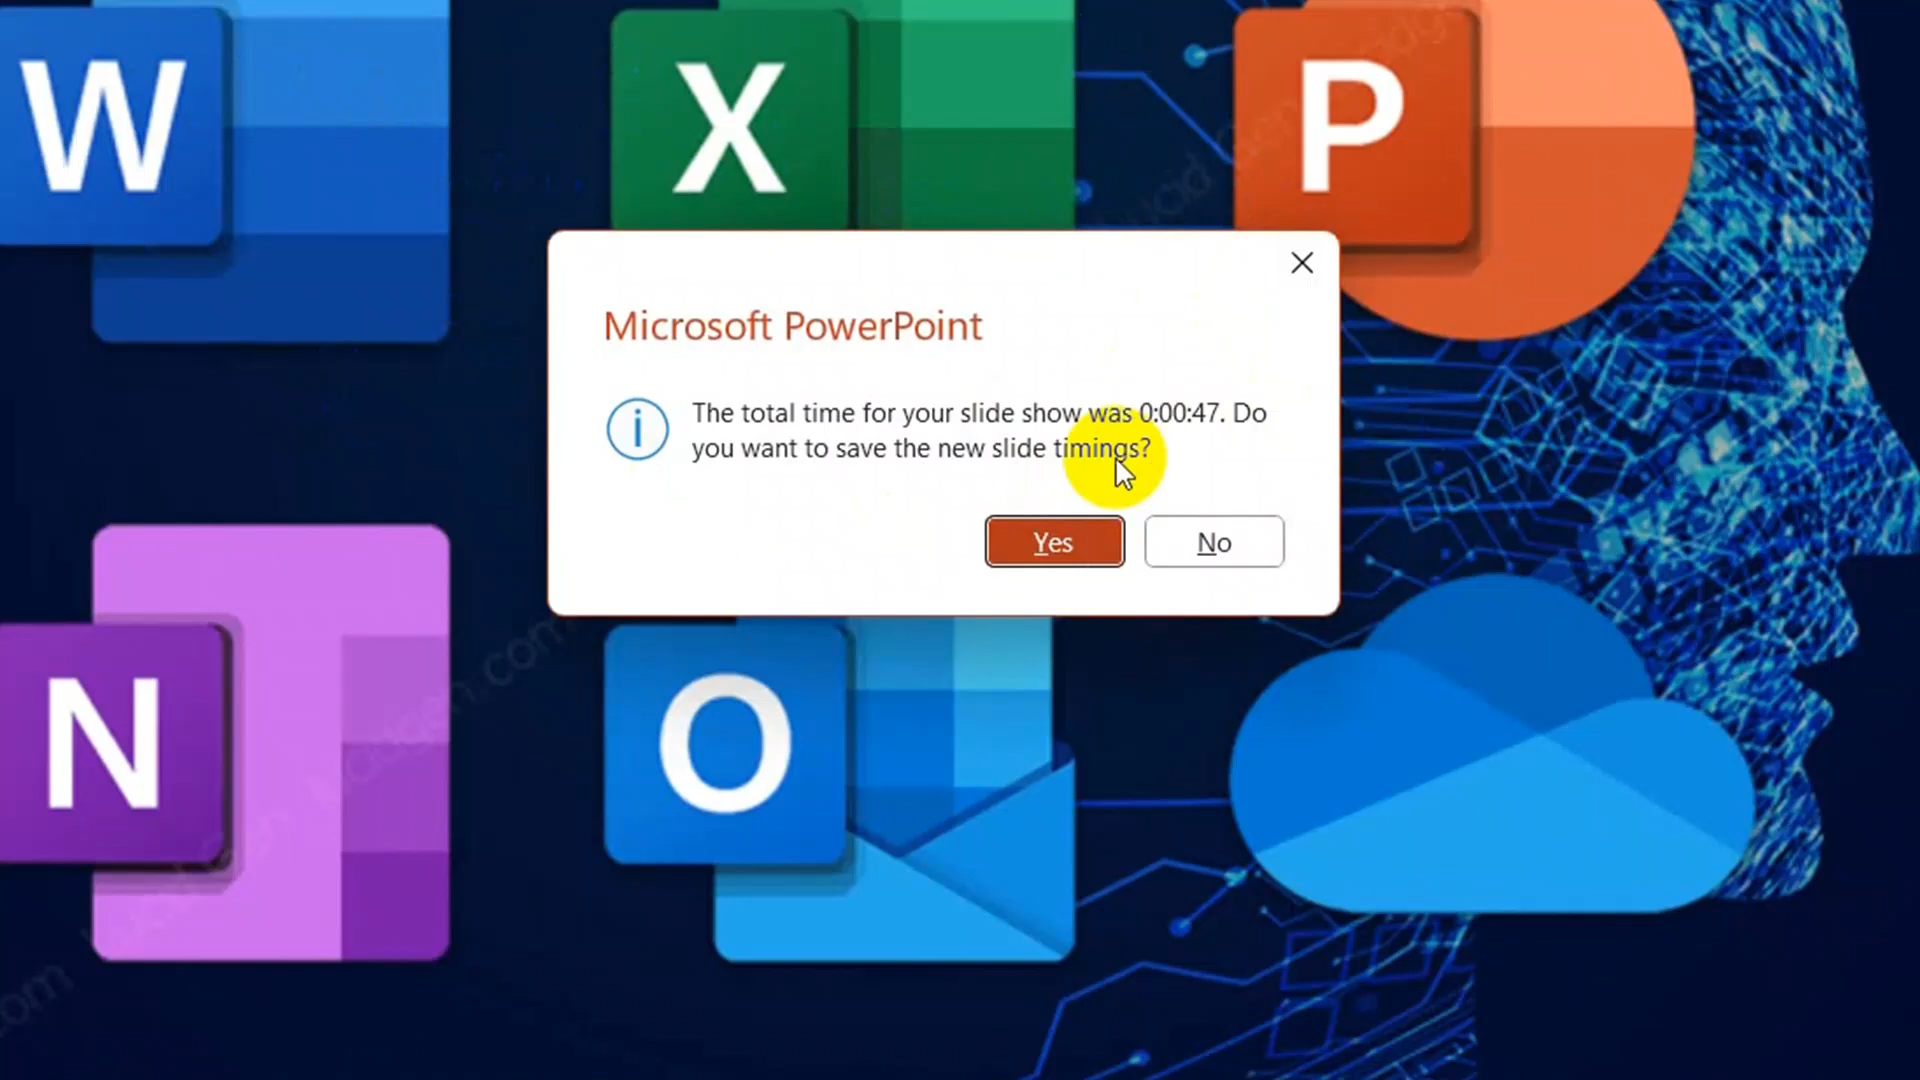 W
X
P
Microsoft PowerPoint
i
The total time for your slide show was 0:00:47. Do
you want to save the new slide timings?
Yes
No
N
O